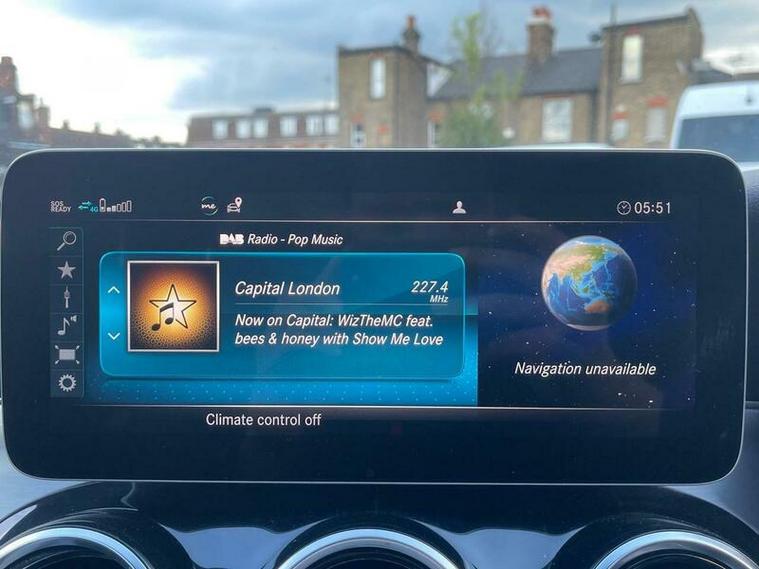 SOS READY
4G
me
05:51
DAB Radio - Pop Music
Capital London
227.4
MHz
Now on Capital: WizTheMC feat.
bees & honey with Show Me Love
Navigation unavailable
Climate control off